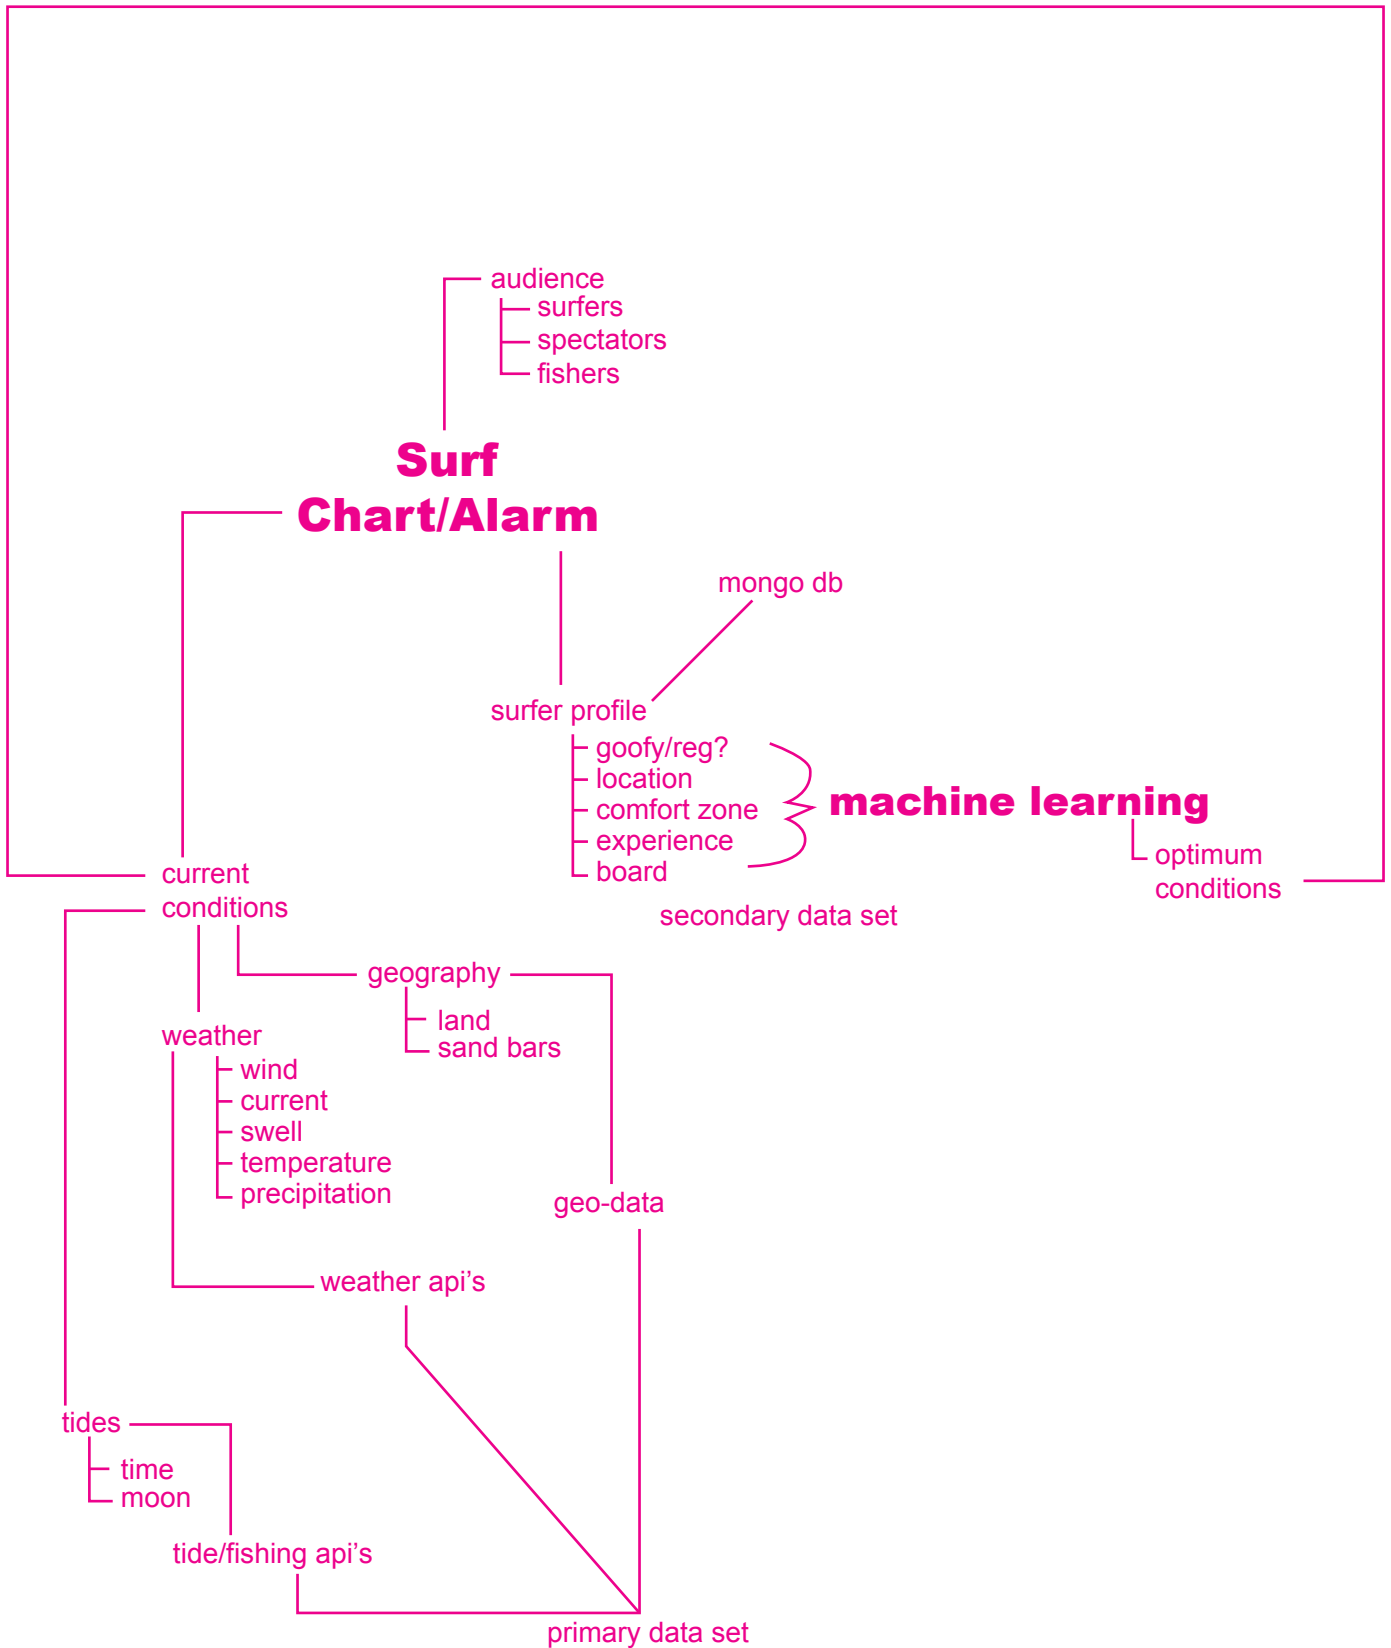 audience
surfers
spectators
fishers
Surf
Chart/Alarm
mongo db
surfer profile
goofy/reg?
location
comfort zone
experience
board
machine learning
optimum
conditions
secondary data set
current
conditions
geography
land
sand bars
weather
wind
current
swell
temperature
precipitation
geo-data
weather api's
tides
time
moon
tide/fishing api's
primary data set